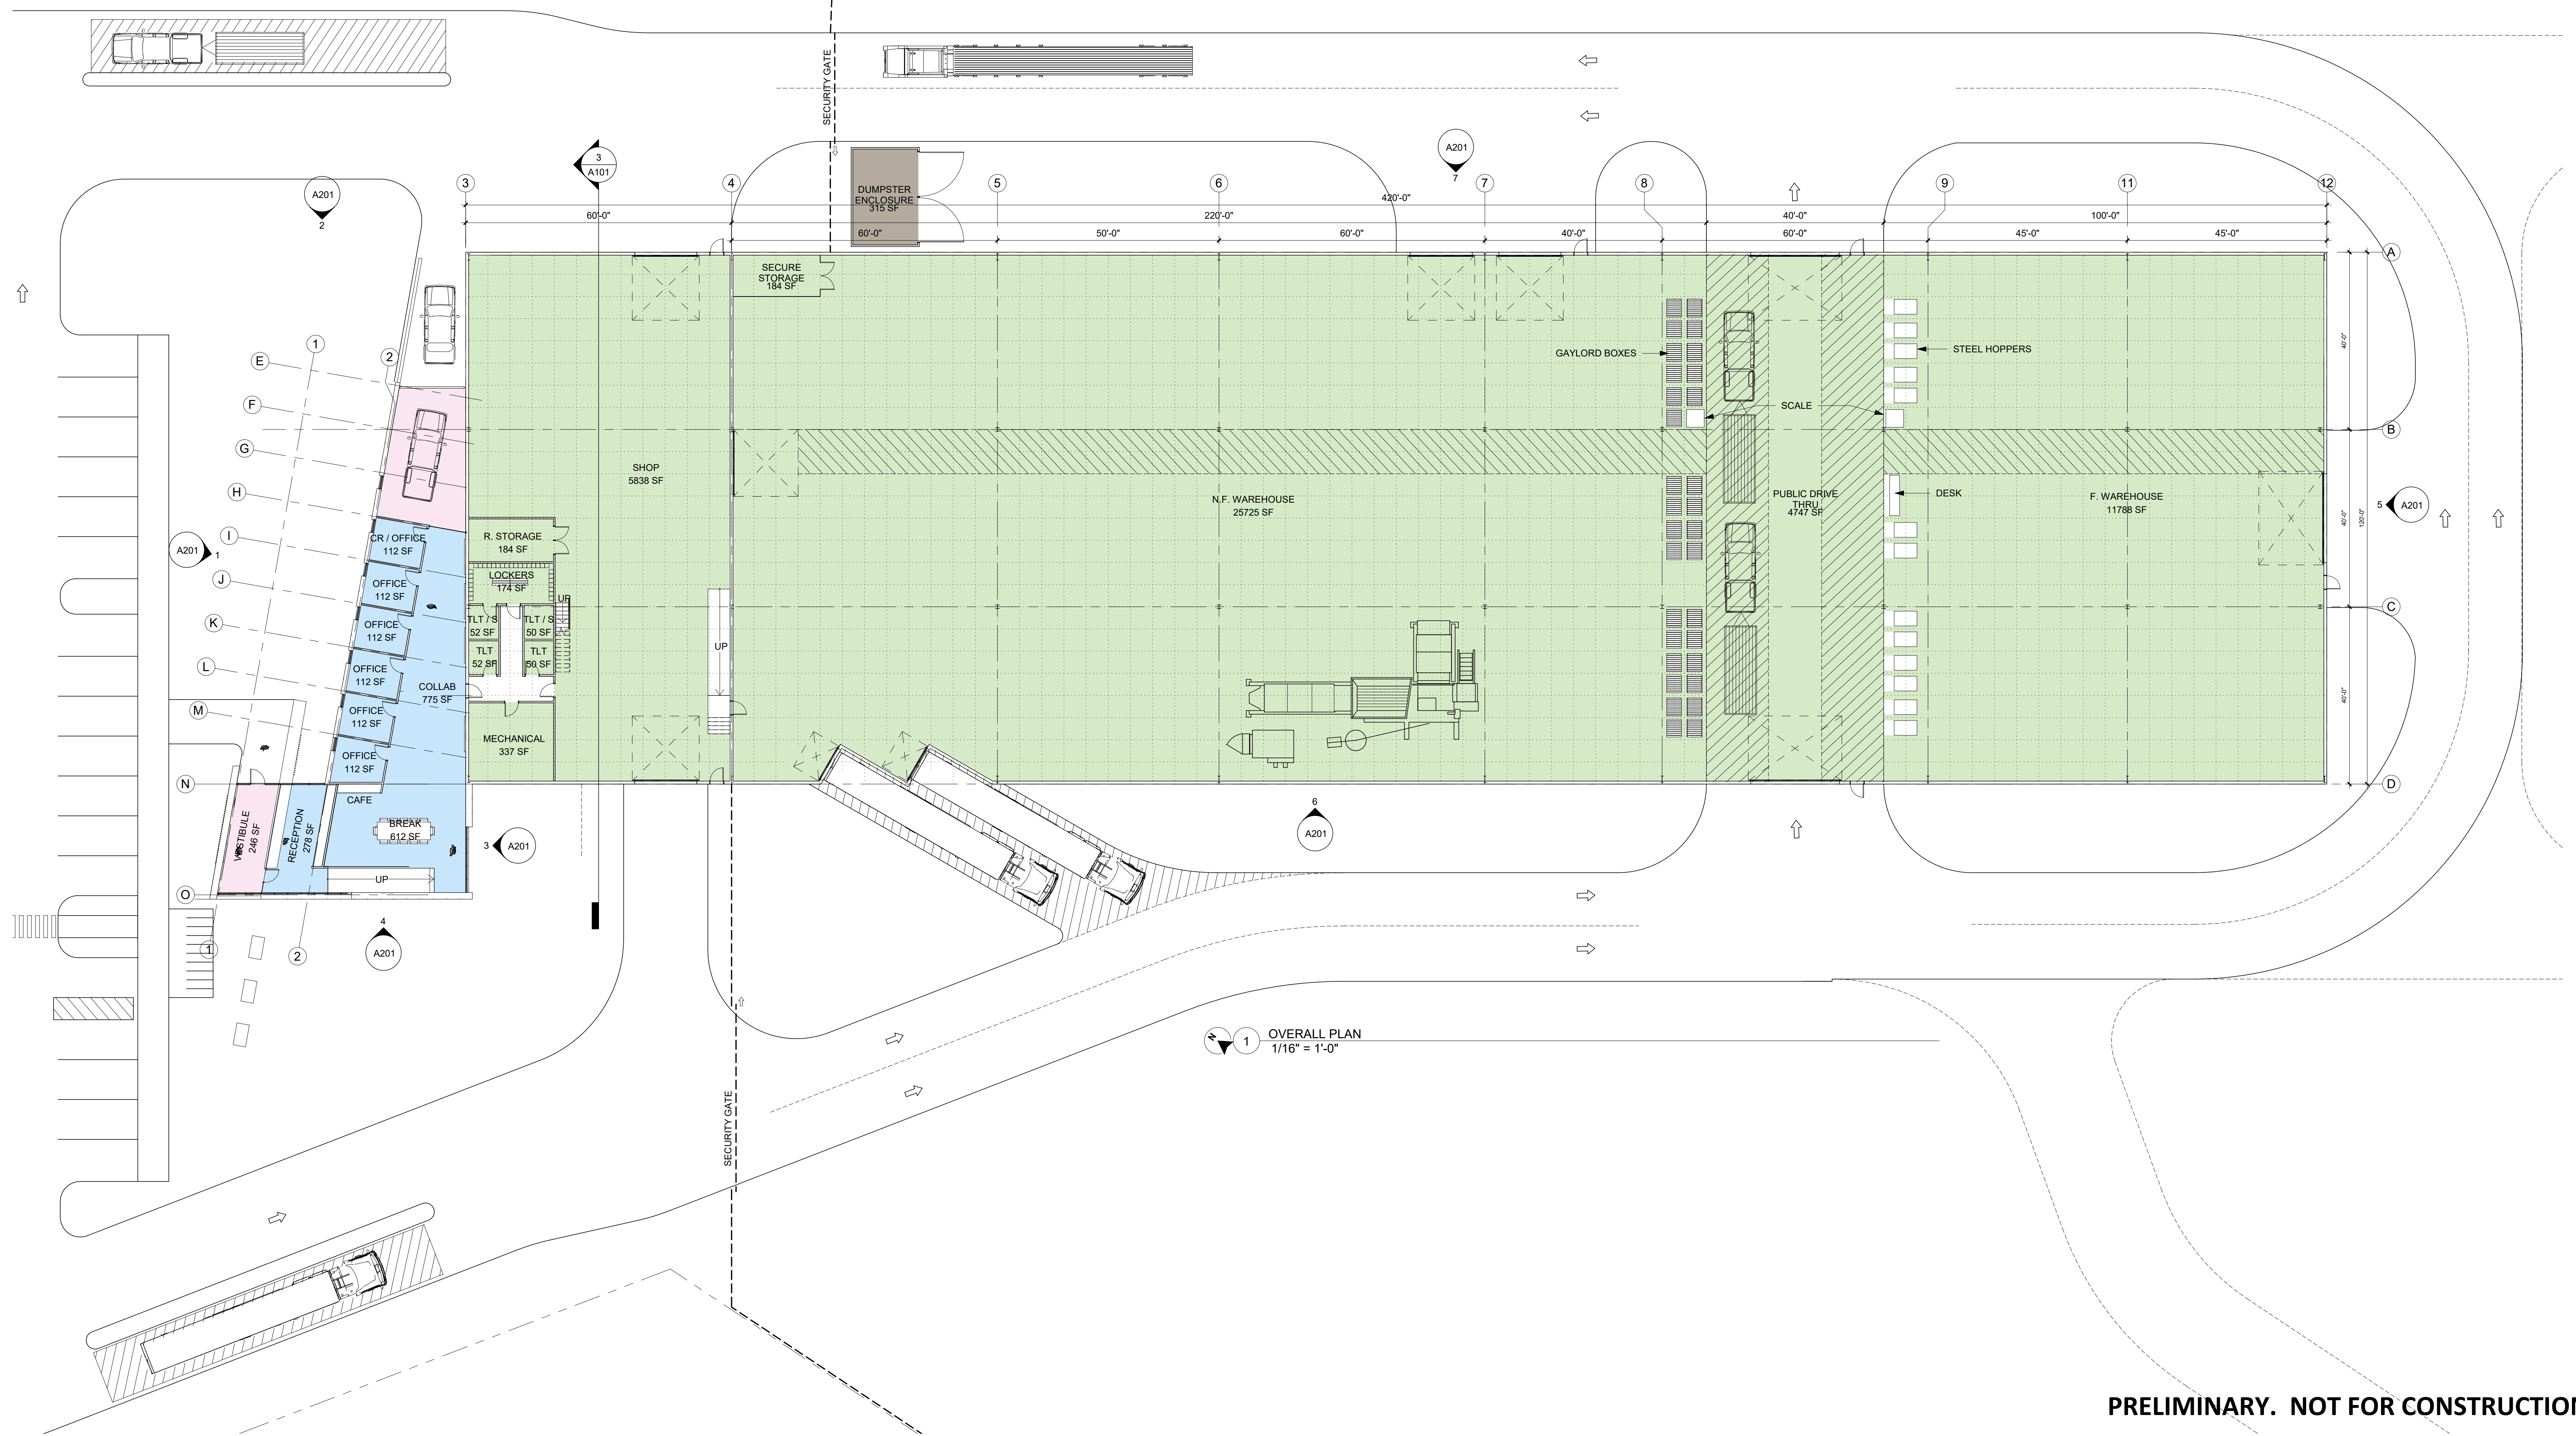 SECURITY GATE
3
A101
A201
7
A201
2
DUMPSTER
ENCLOSURE
315 SF
3
4
5
6
7
8
9
11
12
420'-0"
60'-0"
220'-0"
40'-0"
100'-0"
60'-0"
50'-0"
60'-0"
40'-0"
60'-0"
45'-0"
45'-0"
A
B
C
D
40'-0"
40'-0"
40'-0"
120'-0"
5
A201
SECURE
STORAGE
184 SF
GAYLORD BOXES
STEEL HOPPERS
SCALE
DESK
SHOP
5838 SF
N.F. WAREHOUSE
25725 SF
PUBLIC DRIVE
THRU
4747 SF
F. WAREHOUSE
11788 SF
1
2
E
F
G
H
I
J
K
L
M
N
O
A201
1
CR / OFFICE
112 SF
OFFICE
112 SF
OFFICE
112 SF
OFFICE
112 SF
OFFICE
112 SF
OFFICE
112 SF
COLLAB
775 SF
R. STORAGE
184 SF
LOCKERS
174 SF
UP
TLT / S
52 SF
TLT / S
50 SF
TLT
52 SF
TLT
50 SF
UP
MECHANICAL
337 SF
CAFE
BREAK
612 SF
VESTIBULE
246 SF
RECEPTION
278 SF
UP
3
A201
6
A201
4
A201
1
2
SECURITY GATE
N
1
OVERALL PLAN
1/16" = 1'-0"
PRELIMINARY. NOT FOR CONSTRUCTION